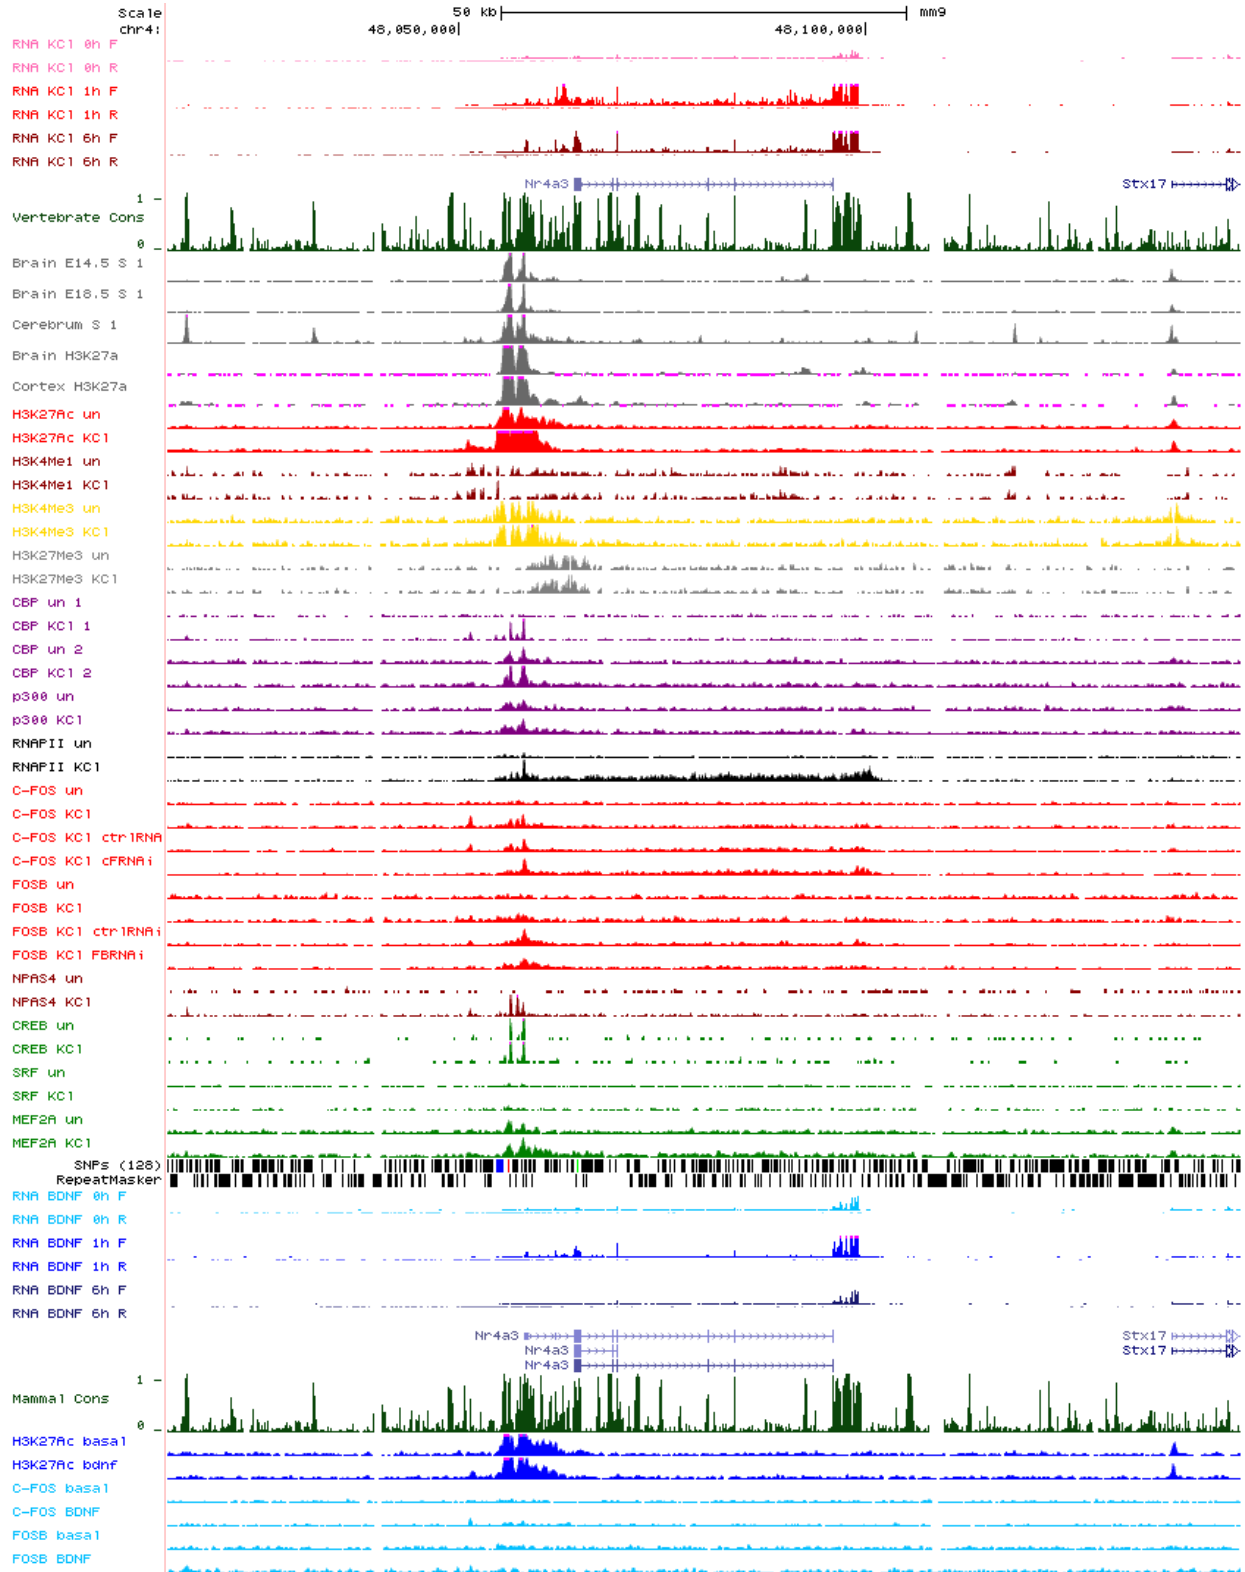 Scale 50 kb mm9
chr4: 48,050,000 48,100,000
RNA KCl 0h F
RNA KCl 0h R
RNA KCl 1h F
RNA KCl 1h R
RNA KCl 6h F
RNA KCl 6h R
Nr4a3 Stx17
1
Vertebrate Cons
0
Brain E14.5 S 1
Brain E18.5 S 1
Cerebrum S 1
Brain H3K27a
Cortex H3K27a
H3K27Ac un
H3K27Ac KCl
H3K4Me1 un
H3K4Me1 KCl
H3K4Me3 un
H3K4Me3 KCl
H3K27Me3 un
H3K27Me3 KCl
CBP un 1
CBP KCl 1
CBP un 2
CBP KCl 2
p300 un
p300 KCl
RNAPII un
RNAPII KCl
C-FOS un
C-FOS KCl
C-FOS KCl ctrlRNA
C-FOS KCl cFRNAi
FOSB un
FOSB KCl
FOSB KCl ctrlRNAi
FOSB KCl FBRNAi
NPAS4 un
NPAS4 KCl
CREB un
CREB KCl
SRF un
SRF KCl
MEF2A un
MEF2A KCl
SNPs (128)
RepeatMasker
RNA BDNF 0h F
RNA BDNF 0h R
RNA BDNF 1h F
RNA BDNF 1h R
RNA BDNF 6h F
RNA BDNF 6h R
Nr4a3 Stx17
Nr4a3 Stx17
Nr4a3
1
Mammal Cons
0
H3K27Ac basal
H3K27Ac bdnf
C-FOS basal
C-FOS BDNF
FOSB basal
FOSB BDNF